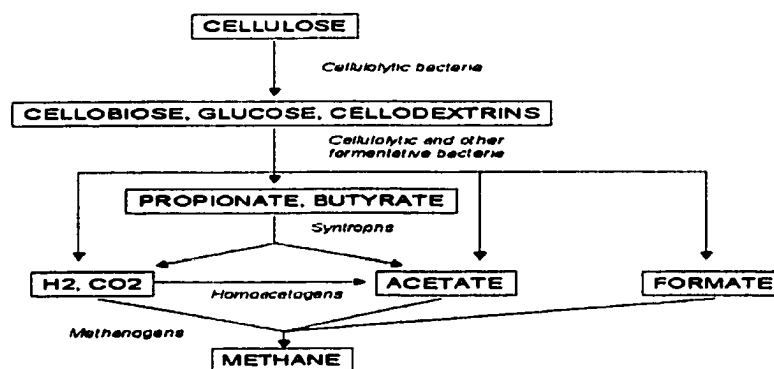 CELLULOSE
Cellulolytic bacteria
CELLOBIOSE, GLUCOSE, CELLODEXTRINS
Cellulolytic and other
formentative bacteria
PROPIONATE, BUTYRATE
Syntrophs
H2, CO2
Homoacetogens
ACETATE
FORMATE
Methanogens
METHANE